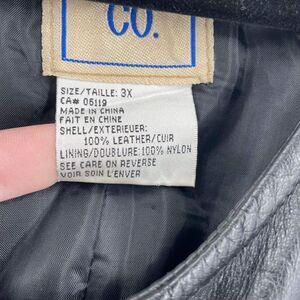 CO.
SIZE/TAILLE: 3X
CA# 05119
MADE IN CHINA
FAIT EN CHINE
SHELL/EXTERIEUER:
100% LEATHER/CUIR
LINING/DOUBLURE:100% NYLON
SEE CARE ON REVERSE
VOIR SOIN L'ENVER